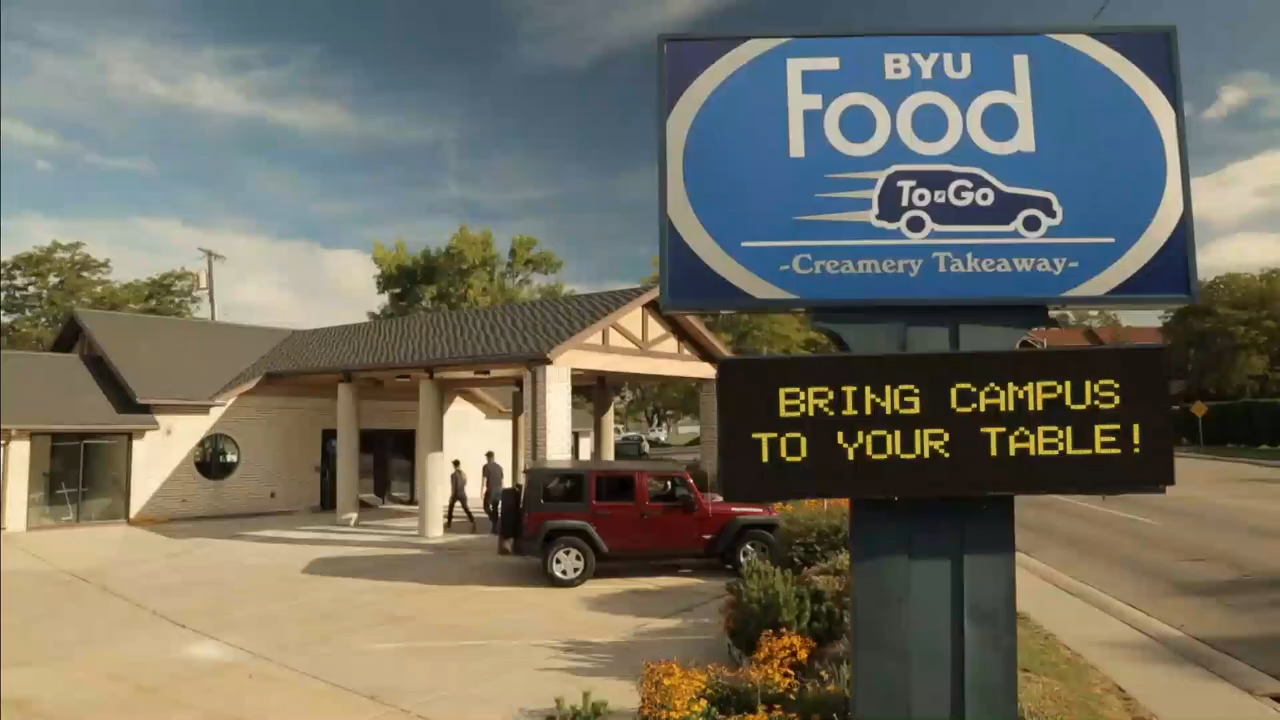 BYU
Food
To Go
-Creamery Takeaway-
BRING CAMPUS
TO YOUR TABLE!